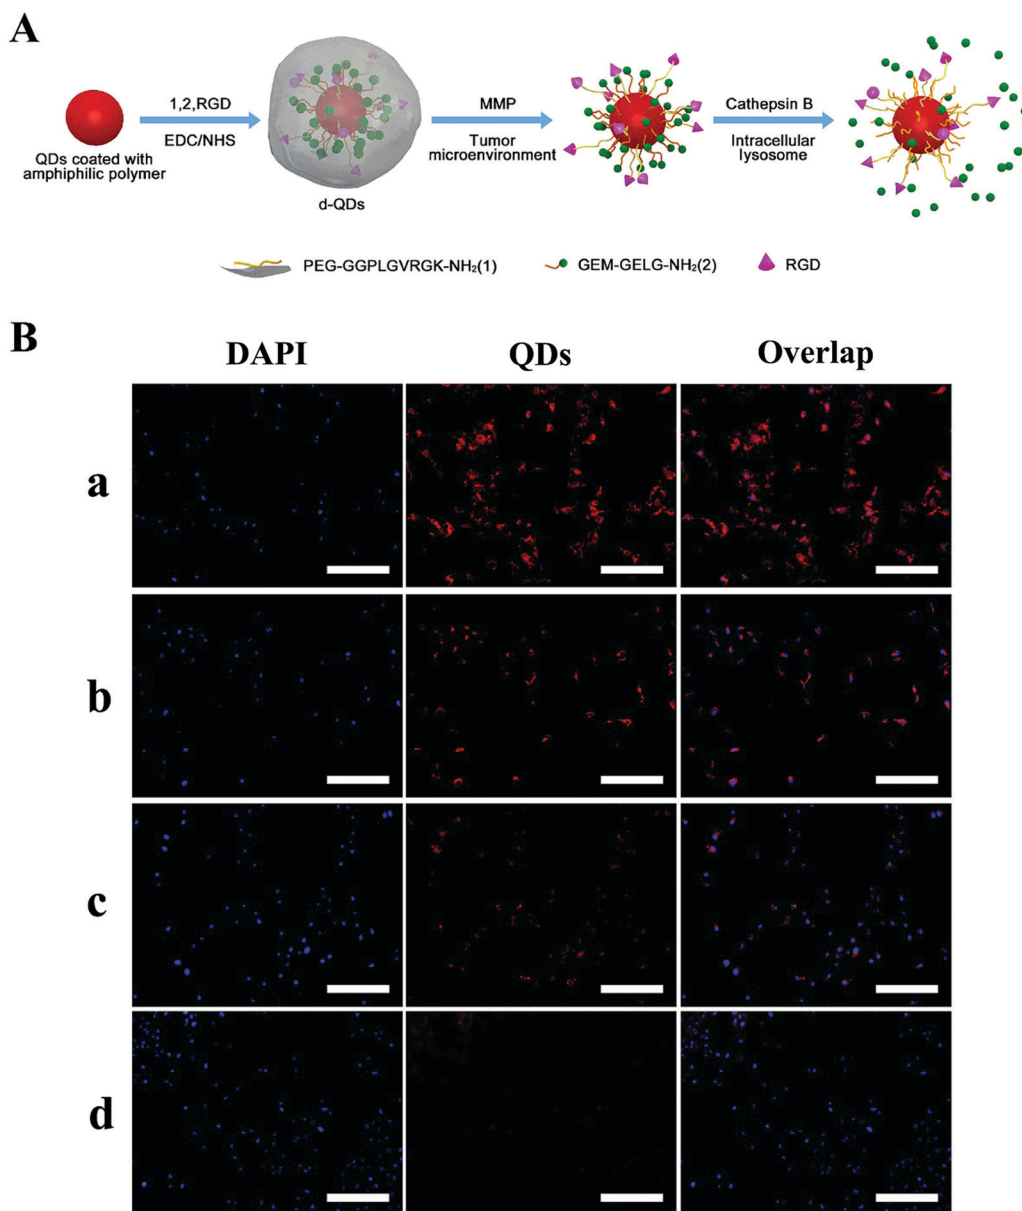 A
1,2,RGD
EDC/NHS
QDs coated with
amphiphilic polymer
d-QDs
MMP
Tumor
microenvironment
Cathepsin B
Intracellular
lysosome
PEG-GGPLGVRGK-NH₂(1)
GEM-GELG-NH₂(2)
RGD
B
DAPI QDs Overlap
a
b
c
d